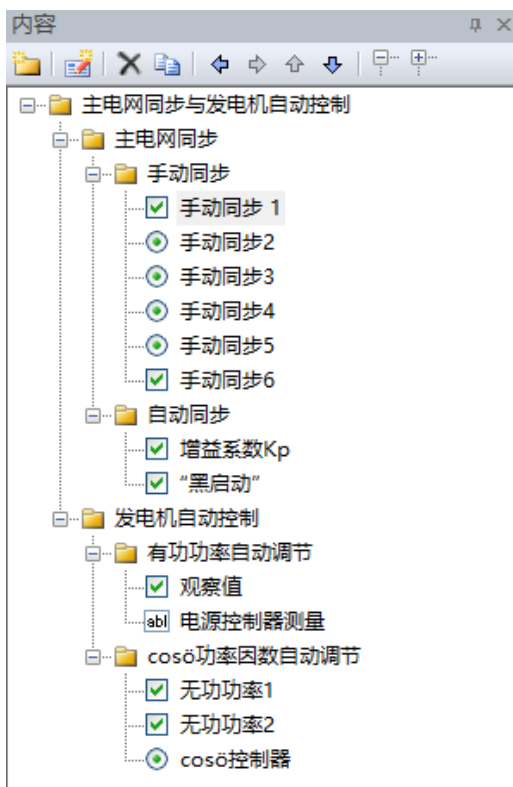 内容
主电网同步与发电机自动控制
主电网同步
手动同步
手动同步 1
手动同步2
手动同步3
手动同步4
手动同步5
手动同步6
自动同步
增益系数Kp
“黑启动”
发电机自动控制
有功功率自动调节
观察值
abl 电源控制器测量
cosö功率因数自动调节
无功功率1
无功功率2
cosö控制器